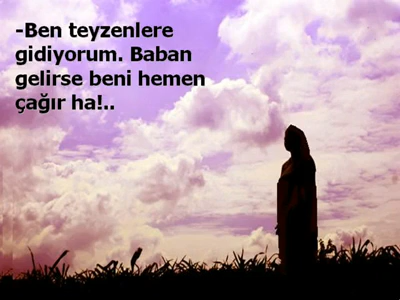 -Ben teyzenlere
gidiyorum. Baban
gelirse beni hemen
çağır ha!..